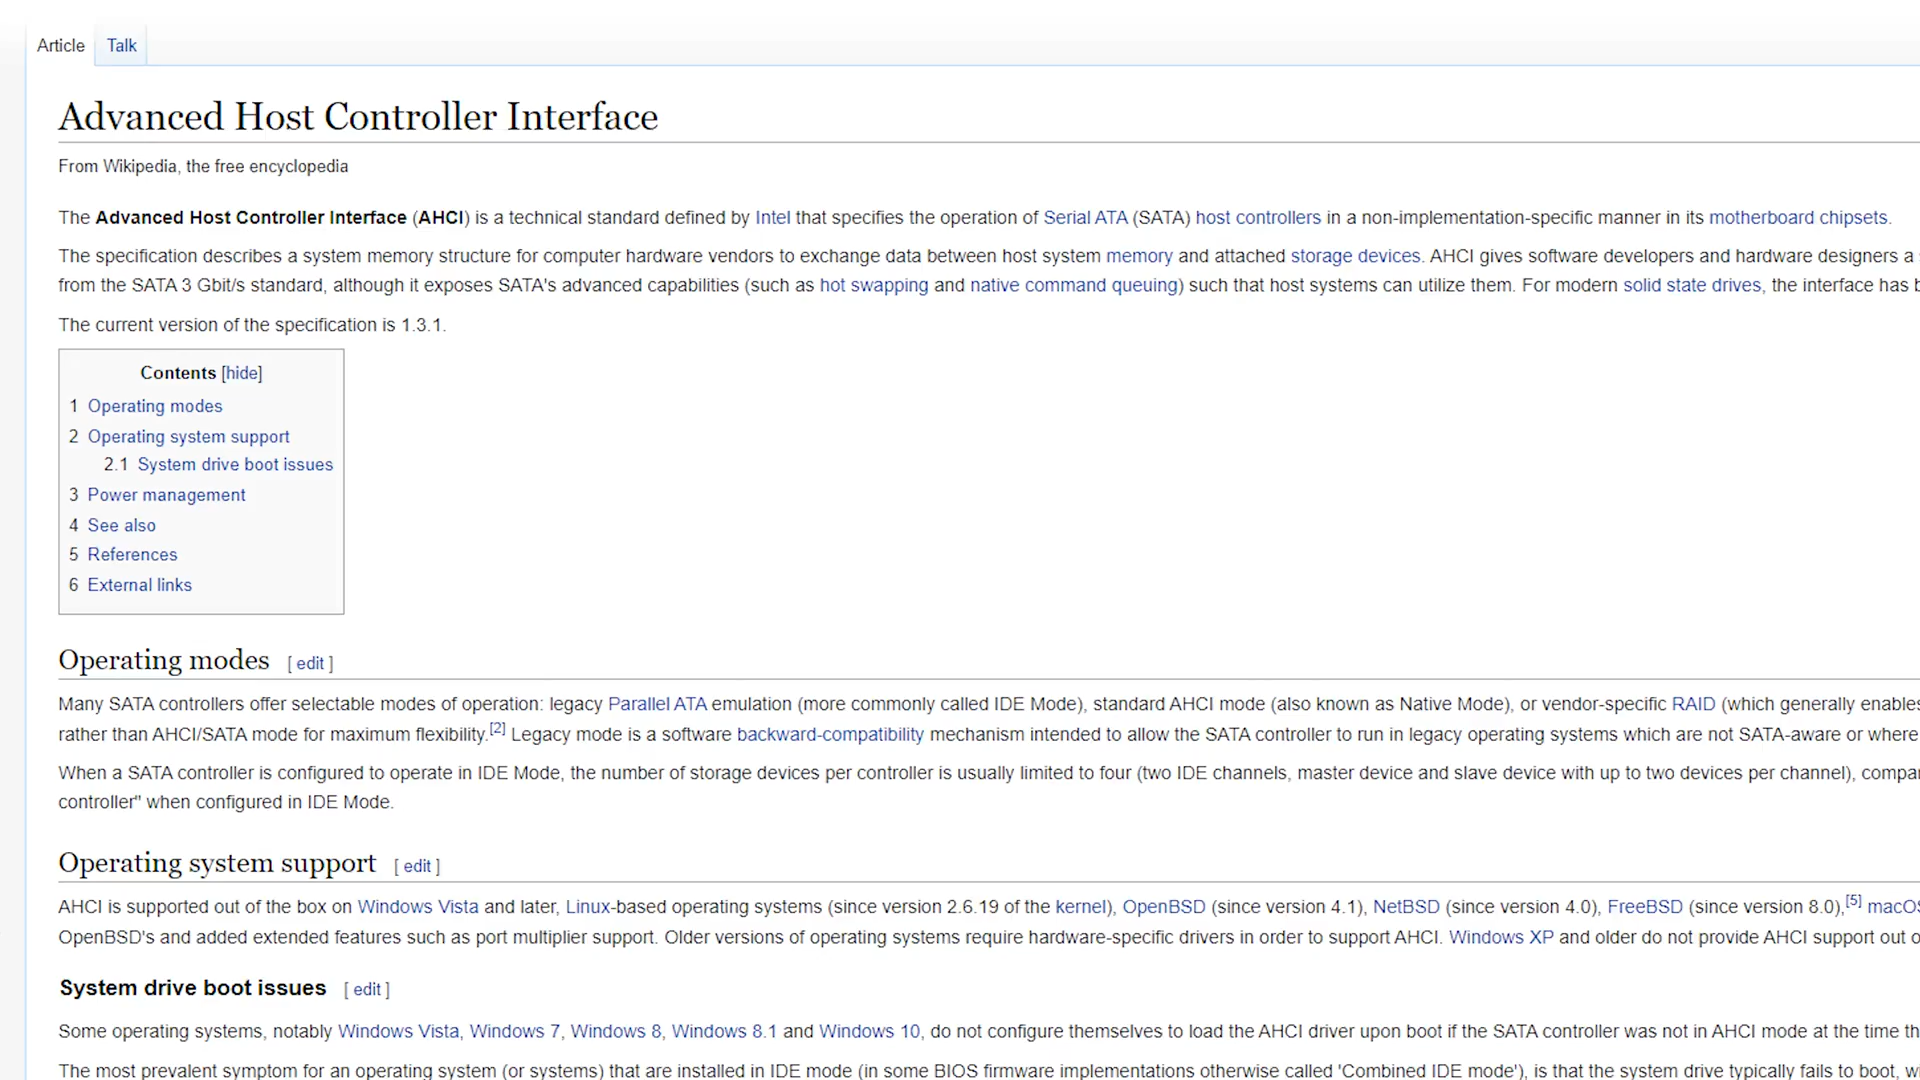 Article Talk
Advanced Host Controller Interface
From Wikipedia, the free encyclopedia
The Advanced Host Controller Interface (AHCI) is a technical standard defined by Intel that specifies the operation of Serial ATA (SATA) host controllers in a non-implementation-specific manner in its motherboard chipsets.
The specification describes a system memory structure for computer hardware vendors to exchange data between host system memory and attached storage devices. AHCI gives software developers and hardware designers a
from the SATA 3 Gbit/s standard, although it exposes SATA's advanced capabilities (such as hot swapping and native command queuing) such that host systems can utilize them. For modern solid state drives, the interface has
The current version of the specification is 1.3.1.
Contents [hide]
1 Operating modes
2 Operating system support
2.1 System drive boot issues
3 Power management
4 See also
5 References
6 External links
Operating modes [ edit ]
Many SATA controllers offer selectable modes of operation: legacy Parallel ATA emulation (more commonly called IDE Mode), standard AHCI mode (also known as Native Mode), or vendor-specific RAID (which generally enables
rather than AHCI/SATA mode for maximum flexibility.[2] Legacy mode is a software backward-compatibility mechanism intended to allow the SATA controller to run in legacy operating systems which are not SATA-aware or where
When a SATA controller is configured to operate in IDE Mode, the number of storage devices per controller is usually limited to four (two IDE channels, master device and slave device with up to two devices per channel), compa
controller" when configured in IDE Mode.
Operating system support [ edit ]
AHCI is supported out of the box on Windows Vista and later, Linux-based operating systems (since version 2.6.19 of the kernel), OpenBSD (since version 4.1), NetBSD (since version 4.0), FreeBSD (since version 8.0),[5] macOS
OpenBSD's and added extended features such as port multiplier support. Older versions of operating systems require hardware-specific drivers in order to support AHCI. Windows XP and older do not provide AHCI support out o
System drive boot issues [ edit ]
Some operating systems, notably Windows Vista, Windows 7, Windows 8, Windows 8.1 and Windows 10, do not configure themselves to load the AHCI driver upon boot if the SATA controller was not in AHCI mode at the time th
The most prevalent symptom for an operating system (or systems) that are installed in IDE mode (in some BIOS firmware implementations otherwise called 'Combined IDE mode'), is that the system drive typically fails to boot, w